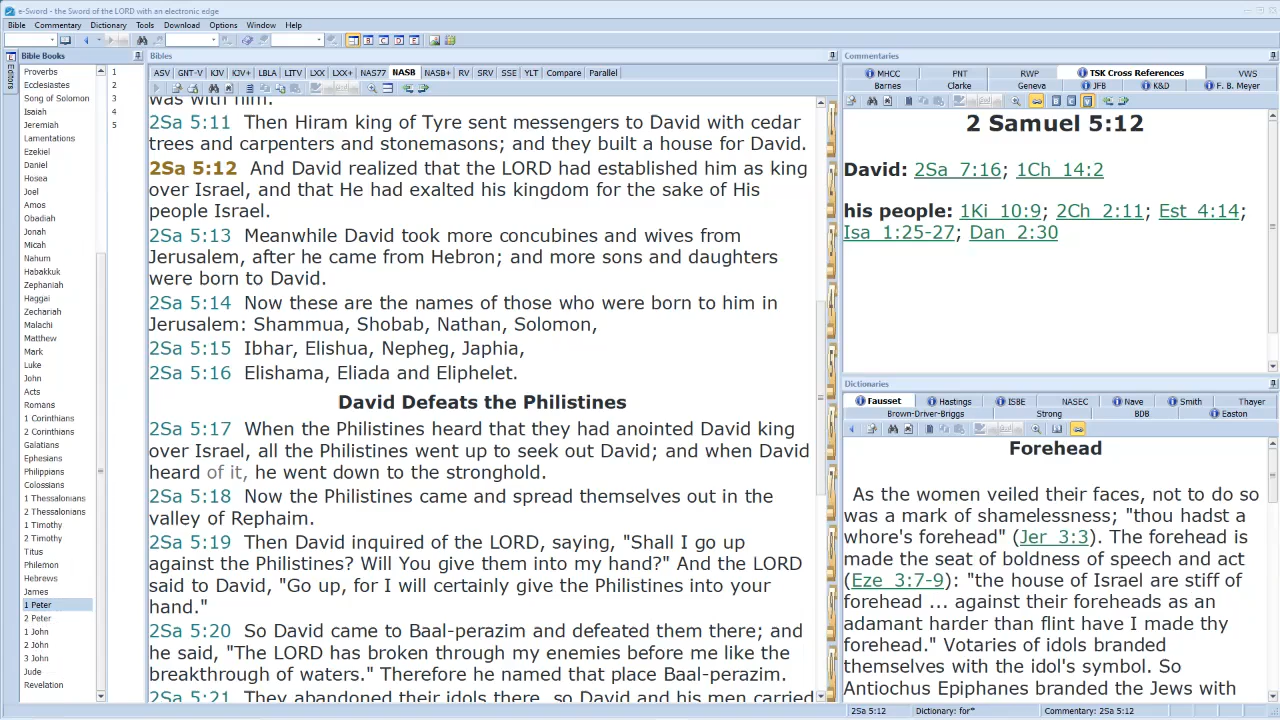 e-Sword - the Sword of the LORD with an electronic edge
Bible Commentary Dictionary Tools Download Options Window Help
Editors
Bible Books
Proverbs
Ecclesiastes
Song of Solomon
Isaiah
Jeremiah
Lamentations
Ezekiel
Daniel
Hosea
Joel
Amos
Obadiah
Jonah
Micah
Nahum
Habakkuk
Zephaniah
Haggai
Zechariah
Malachi
Matthew
Mark
Luke
John
Acts
Romans
1 Corinthians
2 Corinthians
Galatians
Ephesians
Philippians
Colossians
1 Thessalonians
2 Thessalonians
1 Timothy
2 Timothy
Titus
Philemon
Hebrews
James
1 Peter
2 Peter
1 John
2 John
3 John
Jude
Revelation
1
2
3
4
5
Bibles
ASV GNT-V KJV KJV+ LBLA LITV LXX LXX+ NAS77 NASB NASB+ RV SRV SSE YLT Compare Parallel
was with him.
2Sa 5:11 Then Hiram king of Tyre sent messengers to David with cedar
trees and carpenters and stonemasons; and they built a house for David.
2Sa 5:12 And David realized that the LORD had established him as king
over Israel, and that He had exalted his kingdom for the sake of His
people Israel.
2Sa 5:13 Meanwhile David took more concubines and wives from
Jerusalem, after he came from Hebron; and more sons and daughters
were born to David.
2Sa 5:14 Now these are the names of those who were born to him in
Jerusalem: Shammua, Shobab, Nathan, Solomon,
2Sa 5:15 Ibhar, Elishua, Nepheg, Japhia,
2Sa 5:16 Elishama, Eliada and Eliphelet.
David Defeats the Philistines
2Sa 5:17 When the Philistines heard that they had anointed David king
over Israel, all the Philistines went up to seek out David; and when David
heard of it, he went down to the stronghold.
2Sa 5:18 Now the Philistines came and spread themselves out in the
valley of Rephaim.
2Sa 5:19 Then David inquired of the LORD, saying, "Shall I go up
against the Philistines? Will You give them into my hand?" And the LORD
said to David, "Go up, for I will certainly give the Philistines into your
hand."
2Sa 5:20 So David came to Baal-perazim and defeated them there; and
he said, "The LORD has broken through my enemies before me like the
breakthrough of waters." Therefore he named that place Baal-perazim.
2Sa 5:21 They abandoned their idols there, so David and his men carried
Commentaries
MHCC PNT RWP TSK Cross References VWS
Barnes Clarke Geneva JFB K&D F. B. Meyer
2 Samuel 5:12
David: 2Sa 7:16; 1Ch 14:2
his people: 1Ki 10:9; 2Ch 2:11; Est 4:14;
Isa 1:25-27; Dan 2:30
Dictionaries
Fausset Hastings ISBE NASEC Nave Smith Thayer
Brown-Driver-Briggs Strong BDB Easton
Forehead
As the women veiled their faces, not to do so
was a mark of shamelessness; "thou hadst a
whore's forehead" (Jer 3:3). The forehead is
made the seat of boldness of speech and act
(Eze 3:7-9): "the house of Israel are stiff of
forehead ... against their foreheads as an
adamant harder than flint have I made thy
forehead." Votaries of idols branded
themselves with the idol's symbol. So
Antiochus Epiphanes branded the Jews with
2Sa 5:12 Dictionary: for* Commentary: 2Sa 5:12